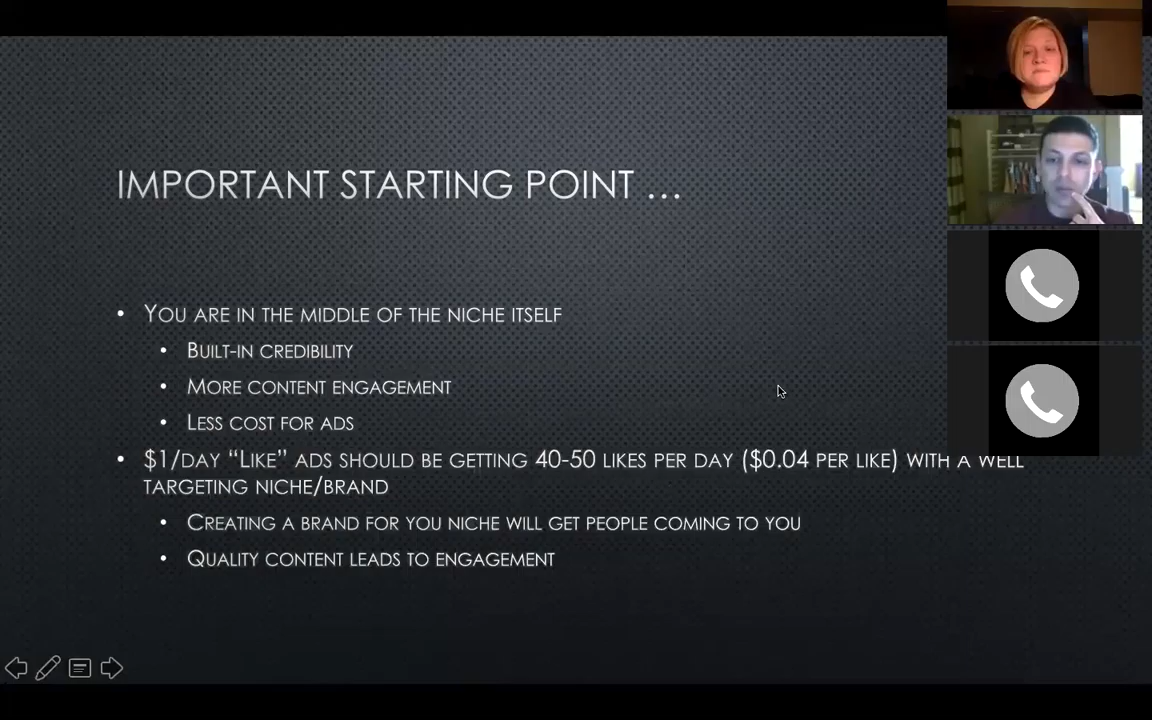 IMPORTANT STARTING POINT ...
• YOU ARE IN THE MIDDLE OF THE NICHE ITSELF
• BUILT-IN CREDIBILITY
• MORE CONTENT ENGAGEMENT
• LESS COST FOR ADS
• $1/DAY “LIKE” ADS SHOULD BE GETTING 40-50 LIKES PER DAY ($0.04 PER LIKE) WITH A WELL
TARGETING NICHE/BRAND
• CREATING A BRAND FOR YOU NICHE WILL GET PEOPLE COMING TO YOU
• QUALITY CONTENT LEADS TO ENGAGEMENT